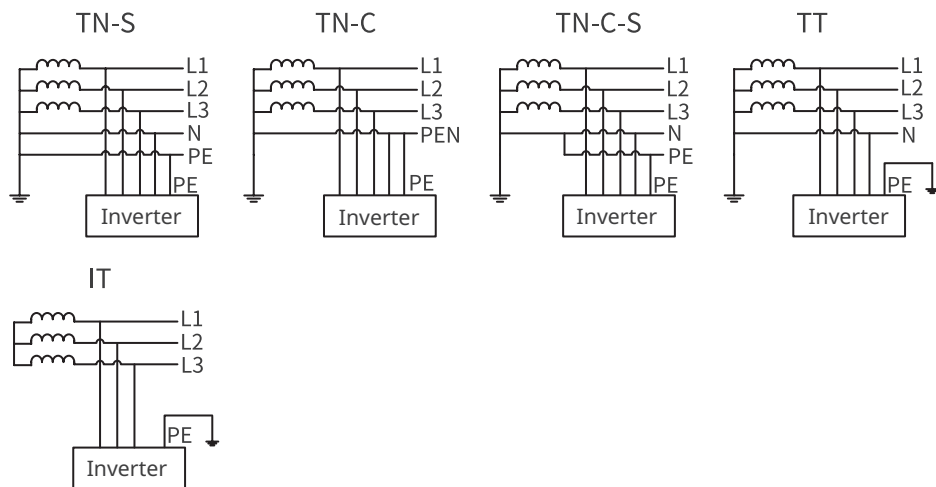 TN-S
L1
L2
L3
N
PE
PE
Inverter
TN-C
L1
L2
L3
PEN
PE
Inverter
TN-C-S
L1
L2
L3
N
PE
PE
Inverter
TT
L1
L2
L3
N
PE
Inverter
IT
L1
L2
L3
PE
Inverter